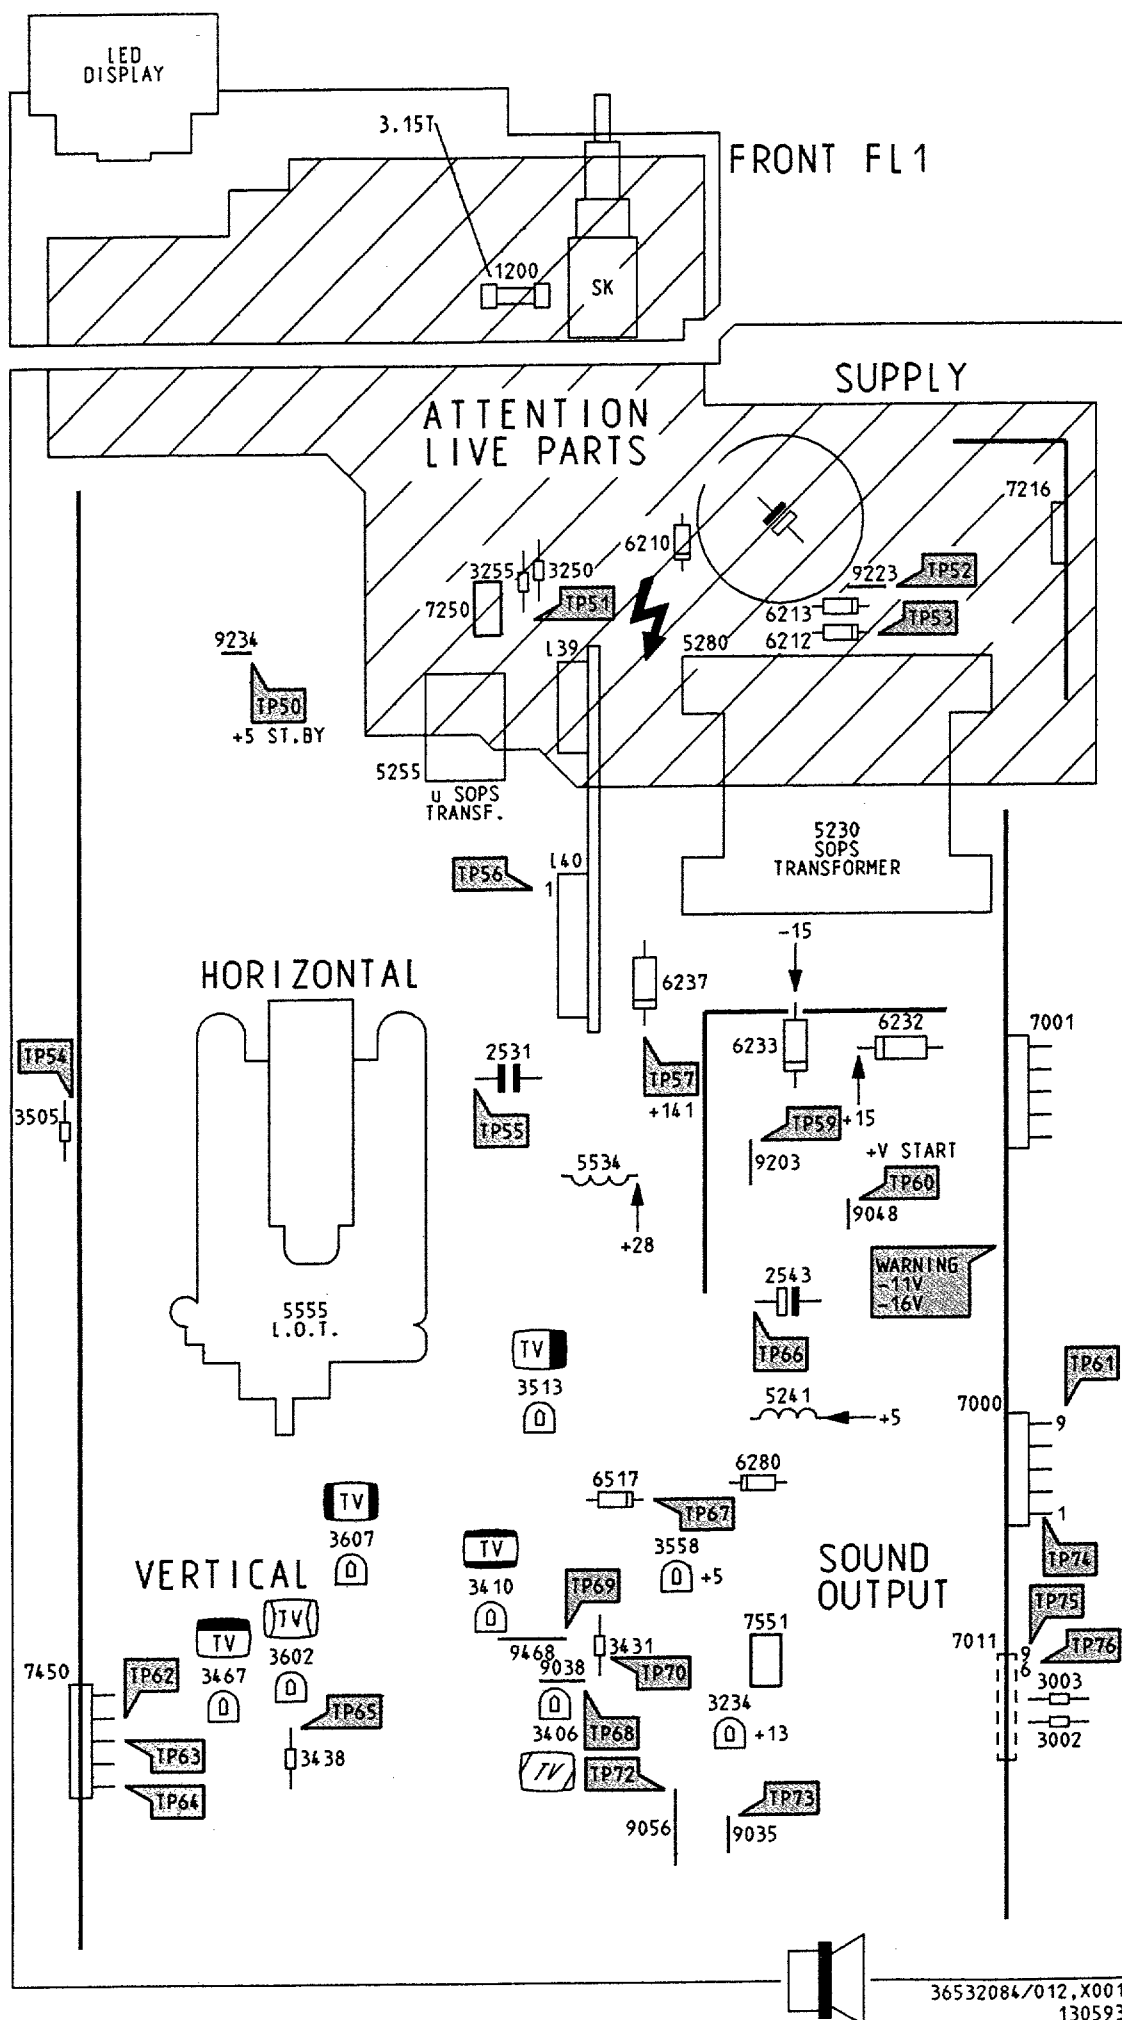 LED
DISPLAY
3.15T
FRONT FL1
1200
SK
SUPPLY
ATTENTION
LIVE PARTS
7216
6210
3255
3250
9223
TP52
7250
TP51
6213
TP53
6212
9234
L39
5280
TP50
+5 ST.BY
5255
u SOPS
TRANSF.
5230
SOPS
TRANSFORMER
L40
TP56
1
-15
HORIZONTAL
6237
6232
7001
TP54
2531
6233
TP57
+141
3505
TP55
TP59
+15
9203
+V START
5534
TP60
9048
+28
WARNING
-11V
-16V
2543
5555
L.O.T.
TV
TP66
TP61
3513
5241
7000
+5
9
6280
6517
TV
TP67
1
3607
TV
3558
SOUND
OUTPUT
TP74
VERTICAL
3410
TP69
+5
TP75
TV
TV
7551
3602
9468
3431
7011
9
TP76
7450
TP62
3467
9038
TP70
6
3003
TP65
3406
TP68
3234
+13
3002
TP63
3438
TV
TP72
TP64
TP73
9056
9035
36532084/012,X001
130593